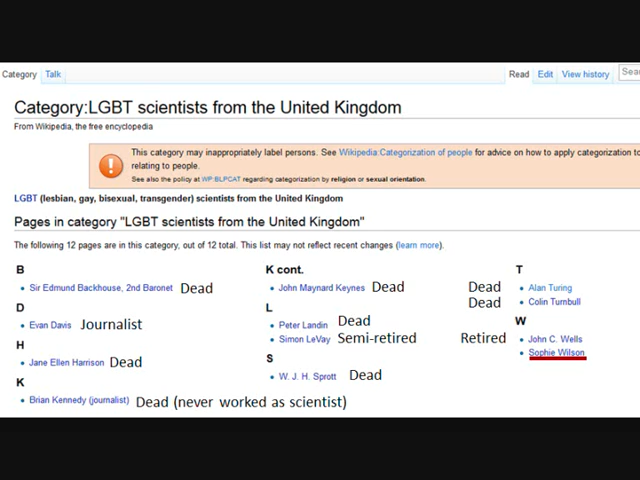 Category Talk Read Edit View history Sea
Category:LGBT scientists from the United Kingdom
From Wikipedia, the free encyclopedia
This category may inappropriately label persons. See Wikipedia:Categorization of people for advice on how to apply categorization to
relating to people.
See also the policy at WP:BLPCAT regarding categorization by religion or sexual orientation.
LGBT (lesbian, gay, bisexual, transgender) scientists from the United Kingdom
Pages in category "LGBT scientists from the United Kingdom"
The following 12 pages are in this category, out of 12 total. This list may not reflect recent changes (learn more).
B
Sir Edmund Backhouse, 2nd Baronet Dead
D
Evan Davis Journalist
H
Jane Ellen Harrison Dead
K
Brian Kennedy (journalist) Dead (never worked as scientist)
K cont.
John Maynard Keynes Dead
L
Peter Landin Dead
Simon LeVay Semi-retired
S
W. J. H. Sprott Dead
T
Dead Alan Turing
Dead Colin Turnbull
W
Retired John C. Wells
Sophie Wilson